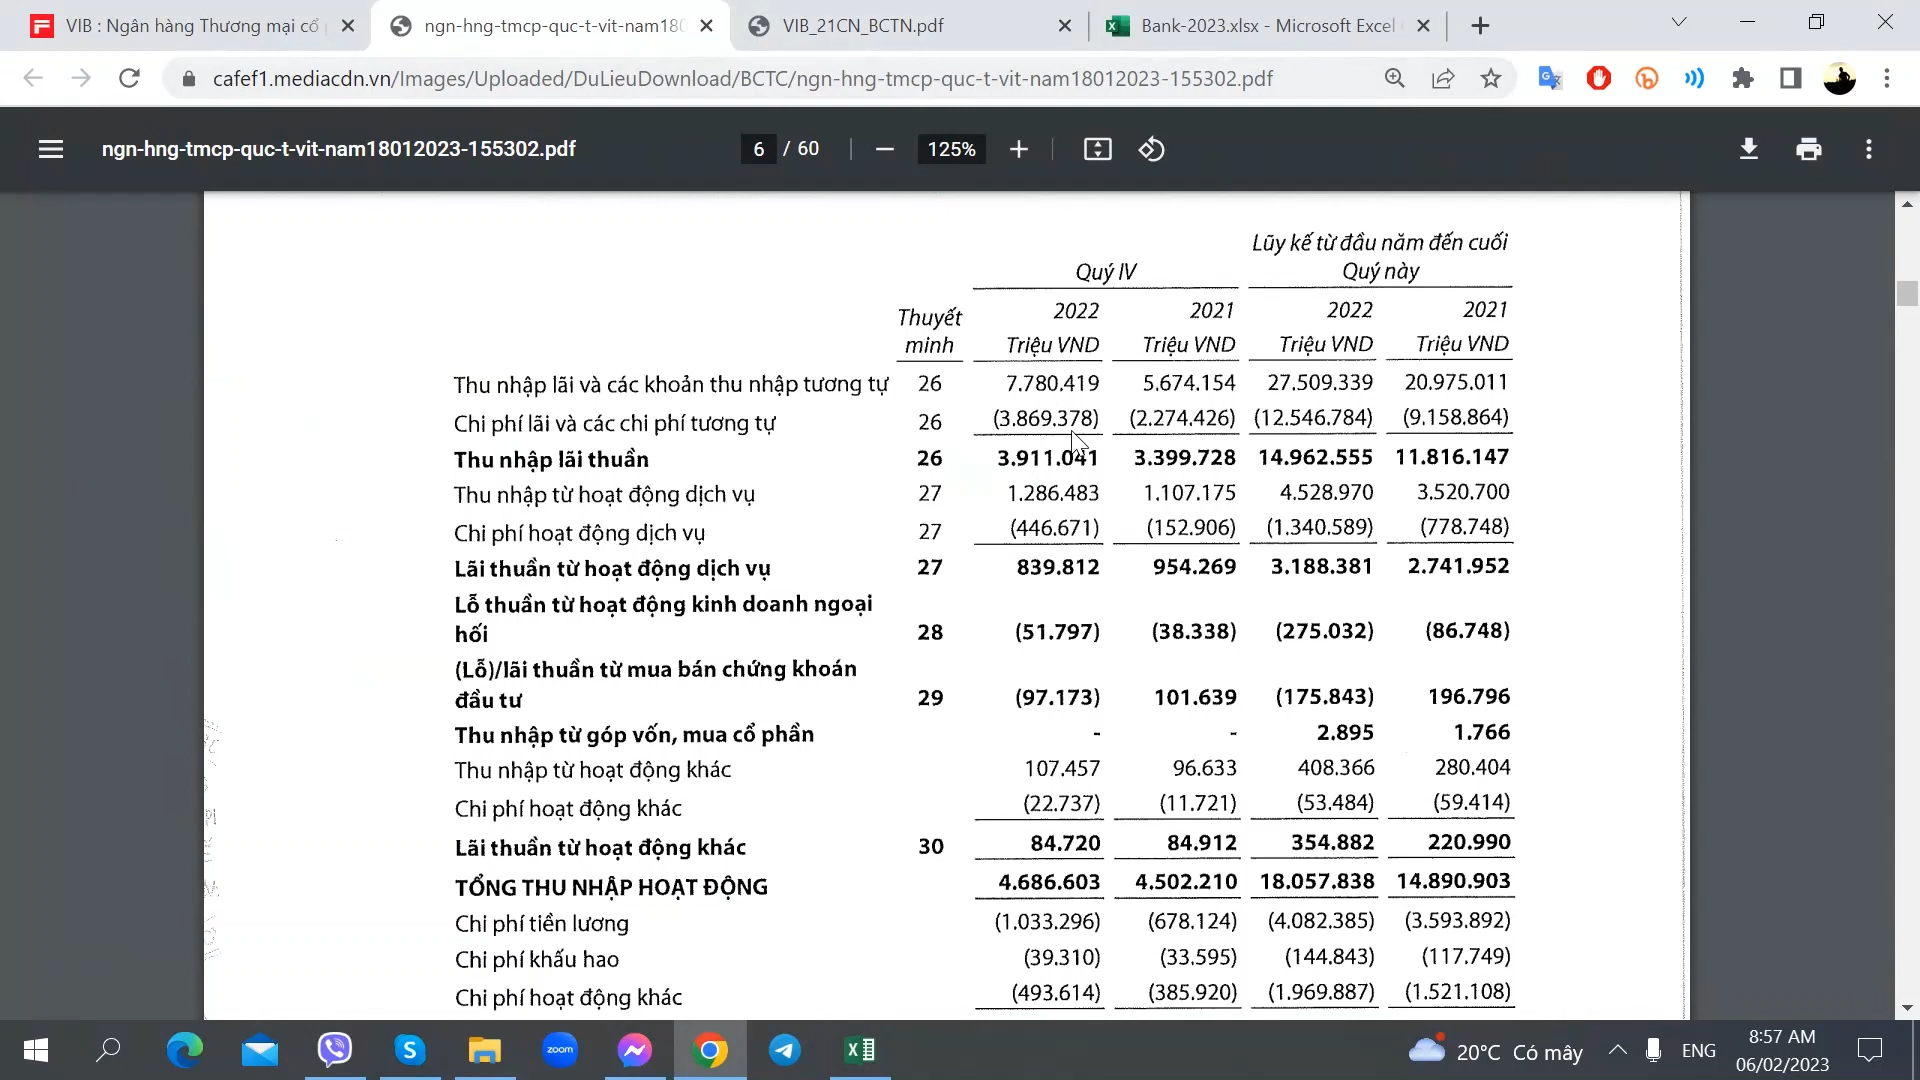 VIB : Ngân hàng Thương mại cổ
ngn-hng-tmcp-quc-t-vit-nam180
VIB_21CN_BCTN.pdf
Bank-2023.xlsx - Microsoft Excel
cafef1.mediacdn.vn/Images/Uploaded/DuLieuDownload/BCTC/ngn-hng-tmcp-quc-t-vit-nam18012023-155302.pdf
ngn-hng-tmcp-quc-t-vit-nam18012023-155302.pdf
6 / 60
125%
Lũy kế từ đầu năm đến cuối
Quý IV Quý này
Thuyết 2022 2021 2022 2021
minh Triệu VND Triệu VND Triệu VND Triệu VND
Thu nhập lãi và các khoản thu nhập tương tự 26 7.780.419 5.674.154 27.509.339 20.975.011
Chi phí lãi và các chi phí tương tự 26 (3.869.378) (2.274.426) (12.546.784) (9.158.864)
Thu nhập lãi thuần 26 3.911.041 3.399.728 14.962.555 11.816.147
Thu nhập từ hoạt động dịch vụ 27 1.286.483 1.107.175 4.528.970 3.520.700
Chi phí hoạt động dịch vụ 27 (446.671) (152.906) (1.340.589) (778.748)
Lãi thuần từ hoạt động dịch vụ 27 839.812 954.269 3.188.381 2.741.952
Lỗ thuần từ hoạt động kinh doanh ngoại
hối 28 (51.797) (38.338) (275.032) (86.748)
(Lỗ)/lãi thuần từ mua bán chứng khoán
đầu tư 29 (97.173) 101.639 (175.843) 196.796
Thu nhập từ góp vốn, mua cổ phần - - 2.895 1.766
Thu nhập từ hoạt động khác 107.457 96.633 408.366 280.404
Chi phí hoạt động khác (22.737) (11.721) (53.484) (59.414)
Lãi thuần từ hoạt động khác 30 84.720 84.912 354.882 220.990
TỔNG THU NHẬP HOẠT ĐỘNG 4.686.603 4.502.210 18.057.838 14.890.903
Chi phí tiền lương (1.033.296) (678.124) (4.082.385) (3.593.892)
Chi phí khấu hao (39.310) (33.595) (144.843) (117.749)
Chi phí hoạt động khác (493.614) (385.920) (1.969.887) (1.521.108)
zoom
20°C Có mây
ENG
8:57 AM
06/02/2023